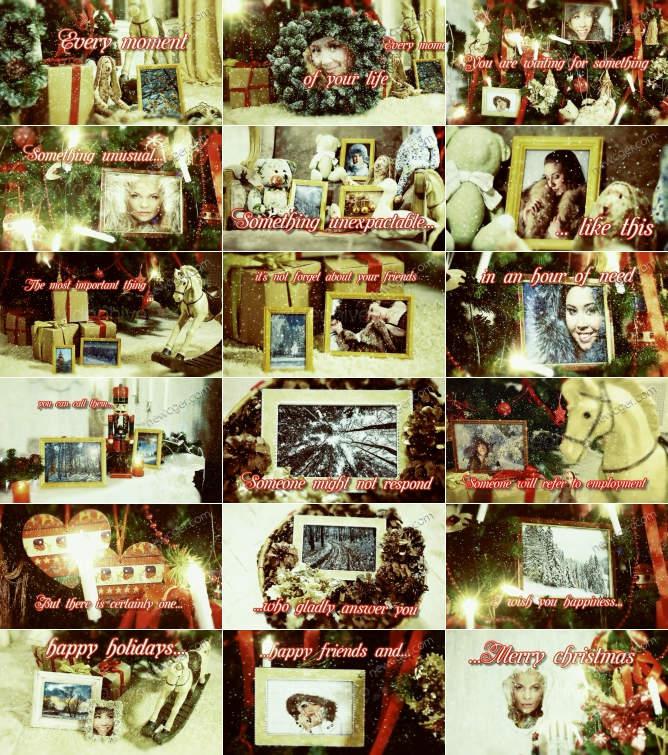 Every moment
Every mome
of your life
You are waiting for something
Something unusual...
Something unexpactable...
... like this
The most important thing
it's not forget about your friends
in an hour of need
you can call them...
Someone might not respond
Someone will refer to employment
But there is certainly one...
...who gladly answer you
I wish you happiness...
happy holidays...
...happy friends and...
...Merry christmas